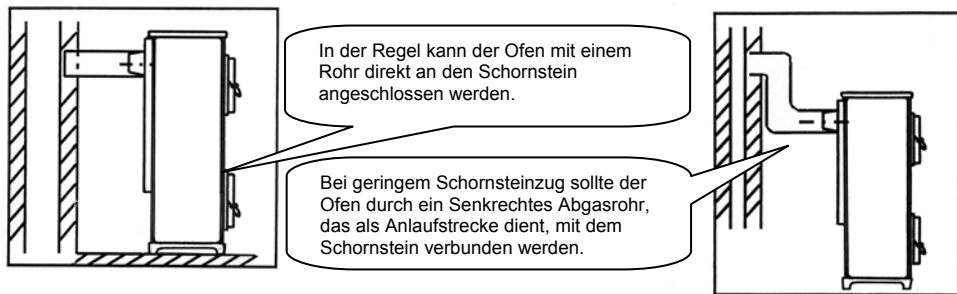 In der Regel kann der Ofen mit einem
Rohr direkt an den Schornstein
angeschlossen werden.
Bei geringem Schornsteinzug sollte der
Ofen durch ein Senkrechtes Abgasrohr,
das als Anlaufstrecke dient, mit dem
Schornstein verbunden werden.